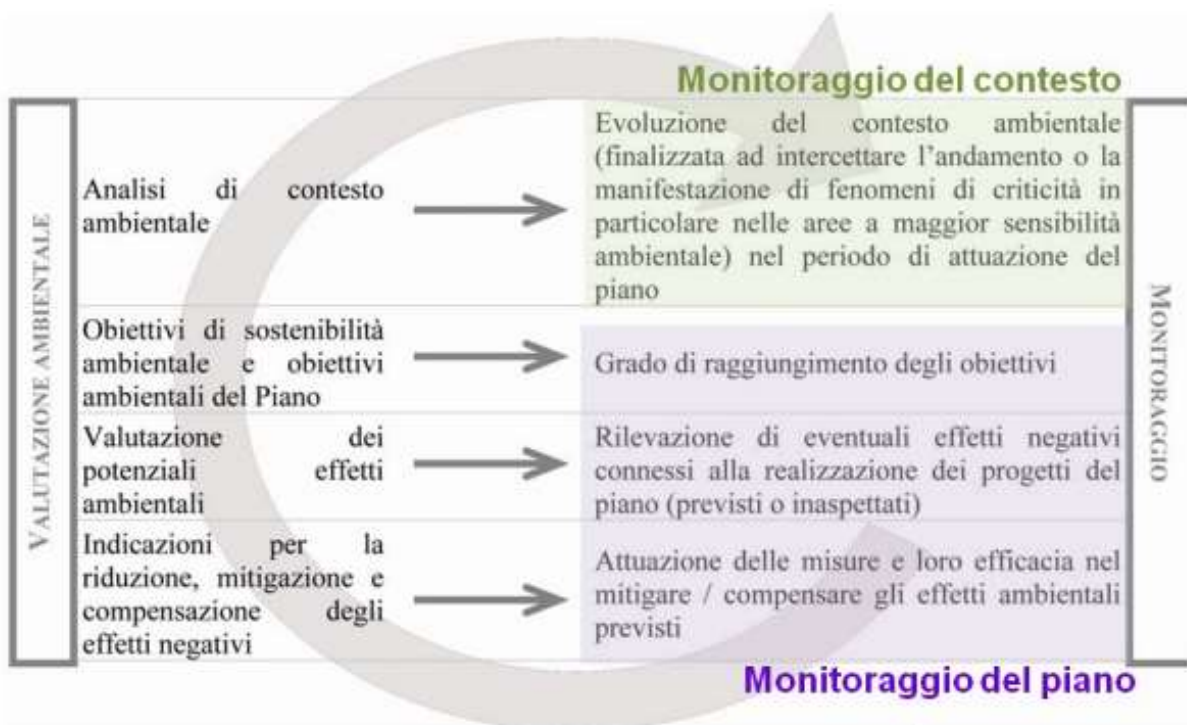 Monitoraggio del contesto
VALUTAZIONE AMBIENTALE
Analisi di contesto
ambientale
Evoluzione del contesto ambientale
(finalizzata ad intercettare l'andamento o la
manifestazione di fenomeni di criticità in
particolare nelle aree a maggior sensibilità
ambientale) nel periodo di attuazione del
piano
Obiettivi di sostenibilità
ambientale e obiettivi
ambientali del Piano
Grado di raggiungimento degli obiettivi
Valutazione dei
potenziali effetti
ambientali
Rilevazione di eventuali effetti negativi
connessi alla realizzazione dei progetti del
piano (previsti o inaspettati)
Indicazioni per la
riduzione, mitigazione e
compensazione degli
effetti negativi
Attuazione delle misure e loro efficacia nel
mitigare / compensare gli effetti ambientali
previsti
MONITORAGGIO
Monitoraggio del piano